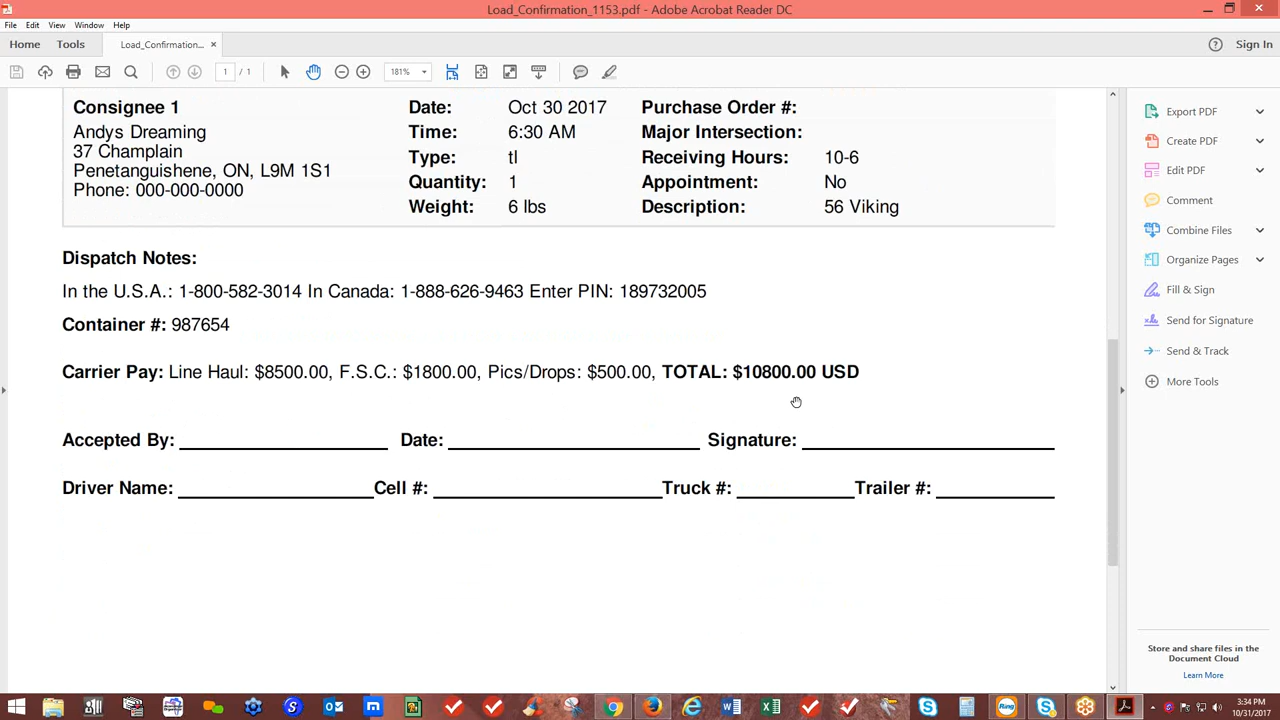 Load_Confirmation_1153.pdf - Adobe Acrobat Reader DC
File Edit View Window Help
Home Tools Load_Confirmation... × Sign In
1 / 1 181%
Consignee 1 Date: Oct 30 2017 Purchase Order #:
Andys Dreaming Time: 6:30 AM Major Intersection:
37 Champlain Type: tl Receiving Hours: 10-6
Penetanguishene, ON, L9M 1S1 Quantity: 1 Appointment: No
Phone: 000-000-0000 Weight: 6 lbs Description: 56 Viking
Dispatch Notes:
In the U.S.A.: 1-800-582-3014 In Canada: 1-888-626-9463 Enter PIN: 189732005
Container #: 987654
Carrier Pay: Line Haul: $8500.00, F.S.C.: $1800.00, Pics/Drops: $500.00, TOTAL: $10800.00 USD
Accepted By: Date: Signature:
Driver Name: Cell #: Truck #: Trailer #:
Export PDF
Create PDF
Edit PDF
Comment
Combine Files
Organize Pages
Fill & Sign
Send for Signature
Send & Track
More Tools
Store and share files in the
Document Cloud
Learn More
Ring
3:34 PM
10/31/2017